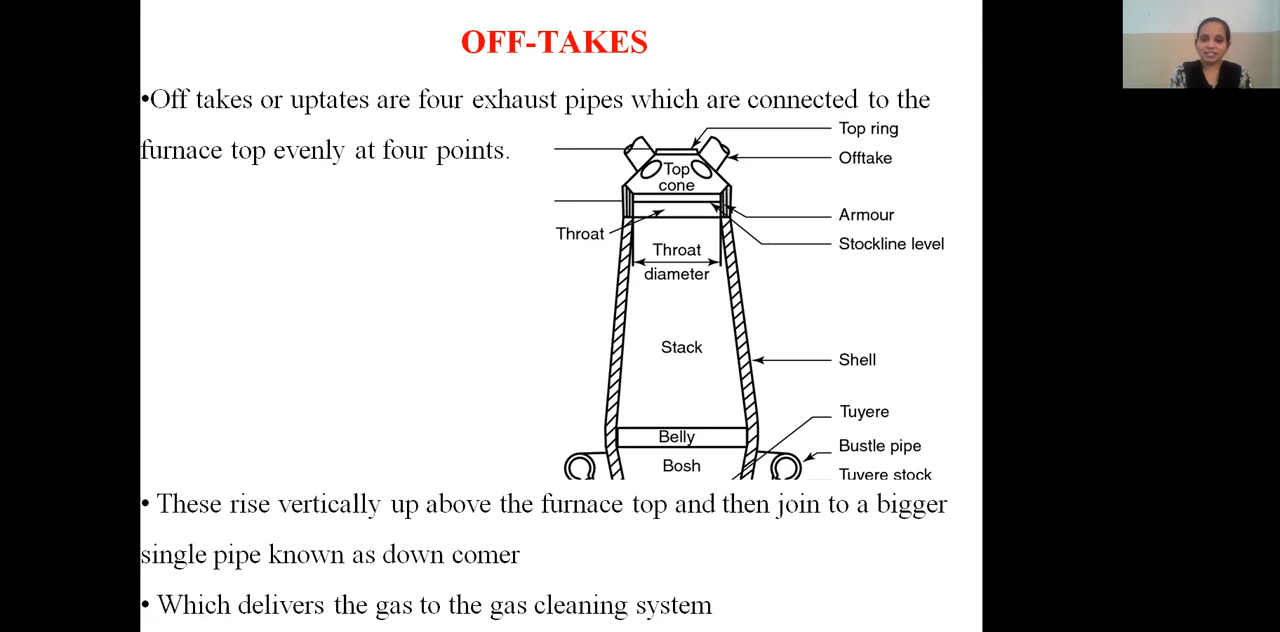 OFF-TAKES
•Off takes or uptates are four exhaust pipes which are connected to the
furnace top evenly at four points.
Top ring
Offtake
Top
cone
Armour
Throat
Stockline level
Throat
diameter
Stack
Shell
Tuyere
Belly
Bustle pipe
Bosh
Tuyere stock
• These rise vertically up above the furnace top and then join to a bigger
single pipe known as down comer
• Which delivers the gas to the gas cleaning system